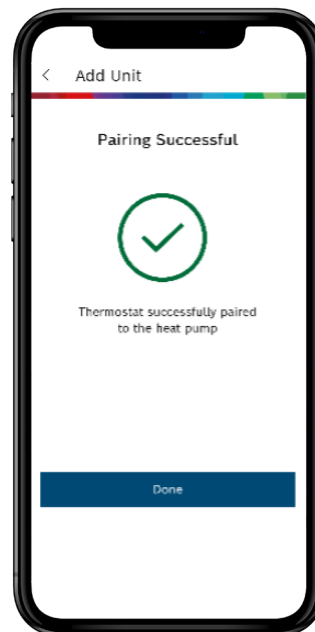 Add Unit
Pairing Successful
Thermostat successfully paired
to the heat pump
Done